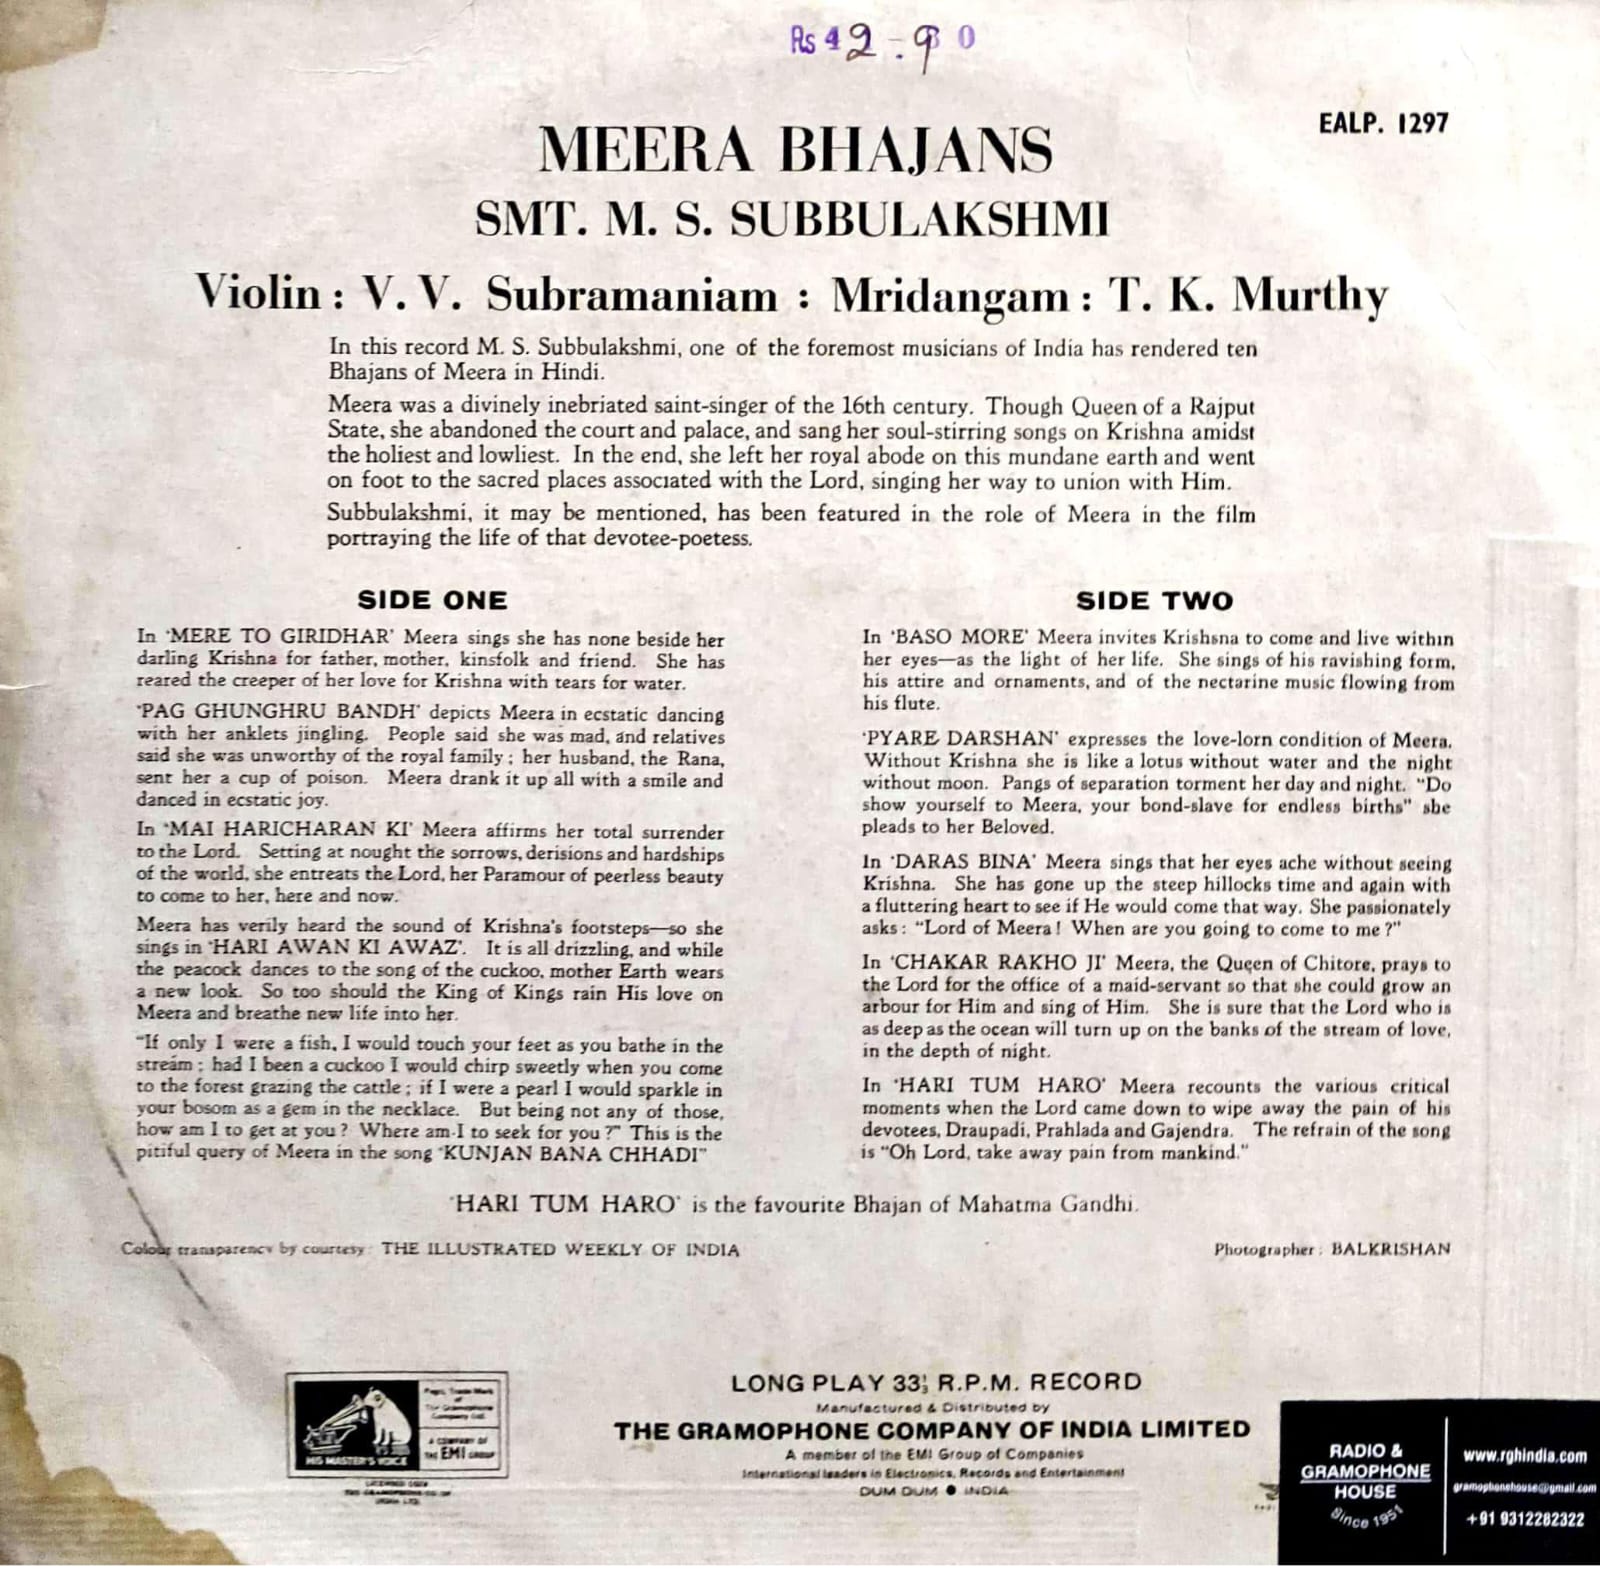 Rs 42.90
EALP. 1297
MEERA BHAJANS
SMT. M. S. SUBBULAKSHMI
Violin : V. V. Subramaniam : Mridangam : T. K. Murthy
In this record M. S. Subbulakshmi, one of the foremost musicians of India has rendered ten
Bhajans of Meera in Hindi.
Meera was a divinely inebriated saint-singer of the 16th century. Though Queen of a Rajput
State, she abandoned the court and palace, and sang her soul-stirring songs on Krishna amidst
the holiest and lowliest. In the end, she left her royal abode on this mundane earth and went
on foot to the sacred places associated with the Lord, singing her way to union with Him.
Subbulakshmi, it may be mentioned, has been featured in the role of Meera in the film
portraying the life of that devotee-poetess.
SIDE ONE
In 'MERE TO GIRIDHAR' Meera sings she has none beside her
darling Krishna for father, mother, kinsfolk and friend. She has
reared the creeper of her love for Krishna with tears for water.
'PAG GHUNGHRU BANDH' depicts Meera in ecstatic dancing
with her anklets jingling. People said she was mad, and relatives
said she was unworthy of the royal family ; her husband, the Rana,
sent her a cup of poison. Meera drank it up all with a smile and
danced in ecstatic joy.
In 'MAI HARICHARAN KI' Meera affirms her total surrender
to the Lord. Setting at nought the sorrows, derisions and hardships
of the world, she entreats the Lord, her Paramour of peerless beauty
to come to her, here and now.
Meera has verily heard the sound of Krishna's footsteps—so she
sings in 'HARI AWAN KI AWAZ'. It is all drizzling, and while
the peacock dances to the song of the cuckoo, mother Earth wears
a new look. So too should the King of Kings rain His love on
Meera and breathe new life into her.
"If only I were a fish, I would touch your feet as you bathe in the
stream ; had I been a cuckoo I would chirp sweetly when you come
to the forest grazing the cattle ; if I were a pearl I would sparkle in
your bosom as a gem in the necklace. But being not any of those,
how am I to get at you ? Where am I to seek for you ?" This is the
pitiful query of Meera in the song 'KUNJAN BANA CHHADI"
SIDE TWO
In 'BASO MORE' Meera invites Krishsna to come and live within
her eyes—as the light of her life. She sings of his ravishing form,
his attire and ornaments, and of the nectarine music flowing from
his flute.
'PYARE DARSHAN' expresses the love-lorn condition of Meera.
Without Krishna she is like a lotus without water and the night
without moon. Pangs of separation torment her day and night. "Do
show yourself to Meera, your bond-slave for endless births" she
pleads to her Beloved.
In 'DARAS BINA' Meera sings that her eyes ache without seeing
Krishna. She has gone up the steep hillocks time and again with
a fluttering heart to see if He would come that way. She passionately
asks : "Lord of Meera ! When are you going to come to me ?"
In 'CHAKAR RAKHO JI' Meera, the Queen of Chitore, prays to
the Lord for the office of a maid-servant so that she could grow an
arbour for Him and sing of Him. She is sure that the Lord who is
as deep as the ocean will turn up on the banks of the stream of love,
in the depth of night.
In 'HARI TUM HARO' Meera recounts the various critical
moments when the Lord came down to wipe away the pain of his
devotees, Draupadi, Prahlada and Gajendra. The refrain of the song
is "Oh Lord, take away pain from mankind."
'HARI TUM HARO' is the favourite Bhajan of Mahatma Gandhi.
Colour transparency by courtesy : THE ILLUSTRATED WEEKLY OF INDIA
Photographer : BALKRISHAN
HIS MASTER'S VOICE
Regd. Trade Mark
of
The Gramophone
Company Ltd.
A COMPANY OF
THE EMI GROUP
LONG PLAY 33⅓ R.P.M. RECORD
Manufactured & Distributed by
THE GRAMOPHONE COMPANY OF INDIA LIMITED
A member of the EMI Group of Companies
International leaders in Electronics, Records and Entertainment
DUM DUM ● INDIA
RADIO &
GRAMOPHONE
HOUSE
Since 1951
www.rghindia.com
gramophonehouse@gmail.com
+91 9312282322